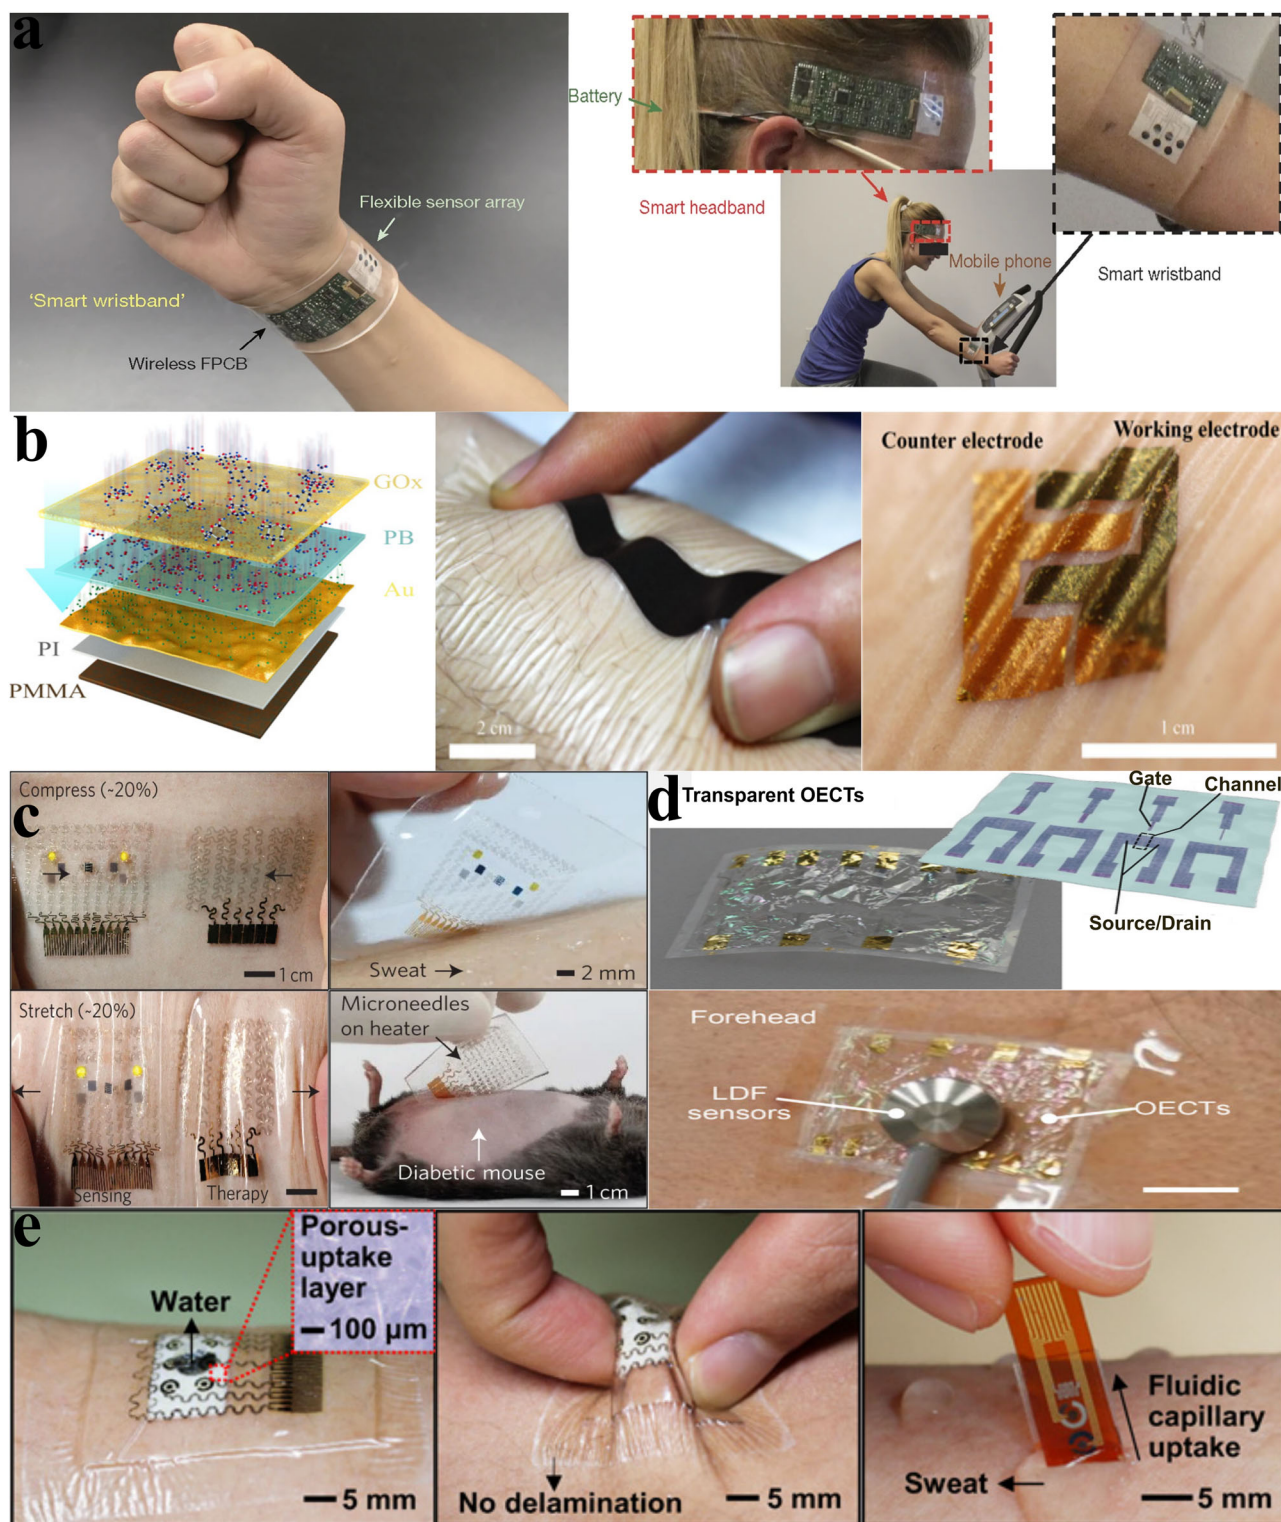 a
Battery
Smart headband
Flexible sensor array
'Smart wristband'
Wireless FPCB
Mobile phone
Smart wristband
b
GOx
PB
Au
PI
PMMA
2 cm
Counter electrode
Working electrode
1 cm
c
Compress (~20%)
1 cm
Sweat
2 mm
Stretch (~20%)
Sensing
Therapy
Microneedles
on heater
Diabetic mouse
1 cm
d
Transparent OECTs
Gate
Channel
Source/Drain
Forehead
LDF
sensors
OECTs
e
Water
Porous-
uptake
layer
100 μm
5 mm
No delamination
5 mm
Fluidic
capillary
uptake
Sweat
5 mm